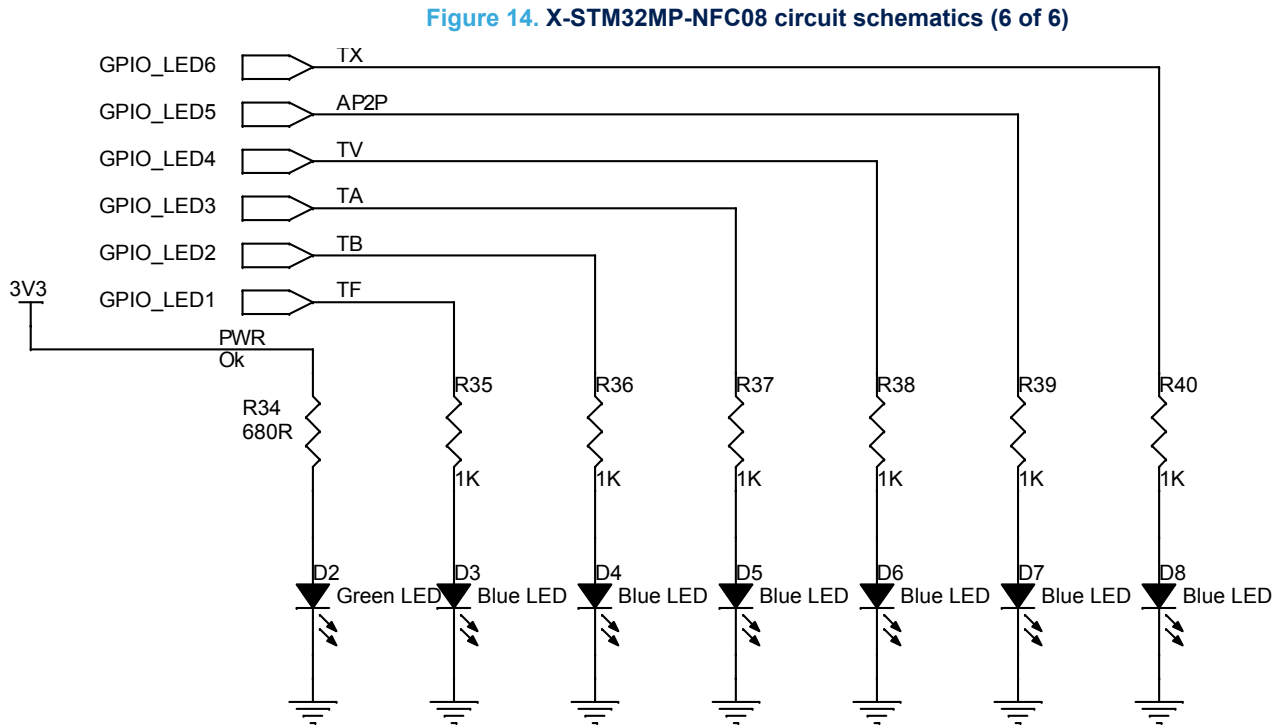 Figure 14. X-STM32MP-NFC08 circuit schematics (6 of 6)
GPIO_LED6 TX
GPIO_LED5 AP2P
GPIO_LED4 TV
GPIO_LED3 TA
GPIO_LED2 TB
GPIO_LED1 TF
3V3
PWR
Ok
R34
680R
R35
1K
R36
1K
R37
1K
R38
1K
R39
1K
R40
1K
D2
Green LED
D3
Blue LED
D4
Blue LED
D5
Blue LED
D6
Blue LED
D7
Blue LED
D8
Blue LED